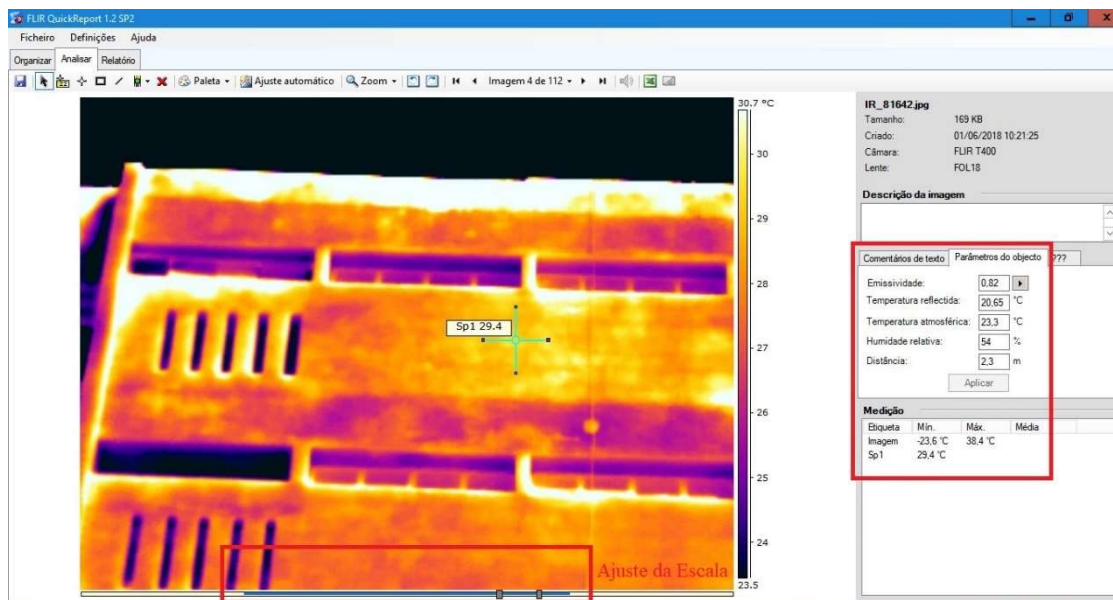 FLIR QuickReport 1.2 SP2
Ficheiro Definições Ajuda
Organizar Analisar Relatório
Paleta Ajuste automático Zoom Imagem 4 de 112
30.7 °C
30
29
28
27
26
25
24
23.5
Sp1 29.4
Ajuste da Escala
IR_81642.jpg
Tamanho: 169 KB
Criado: 01/06/2018 10:21:25
Câmara: FLIR T400
Lente: FOL18
Descrição da imagem
Comentários de texto Parâmetros do objecto ???
Emissividade: 0,82
Temperatura reflectida: 20,65 °C
Temperatura atmosférica: 23,3 °C
Humidade relativa: 54 %
Distância: 2,3 m
Aplicar
Medição
Etiqueta Mín. Máx. Média
Imagem -23,6 °C 38,4 °C
Sp1 29,4 °C